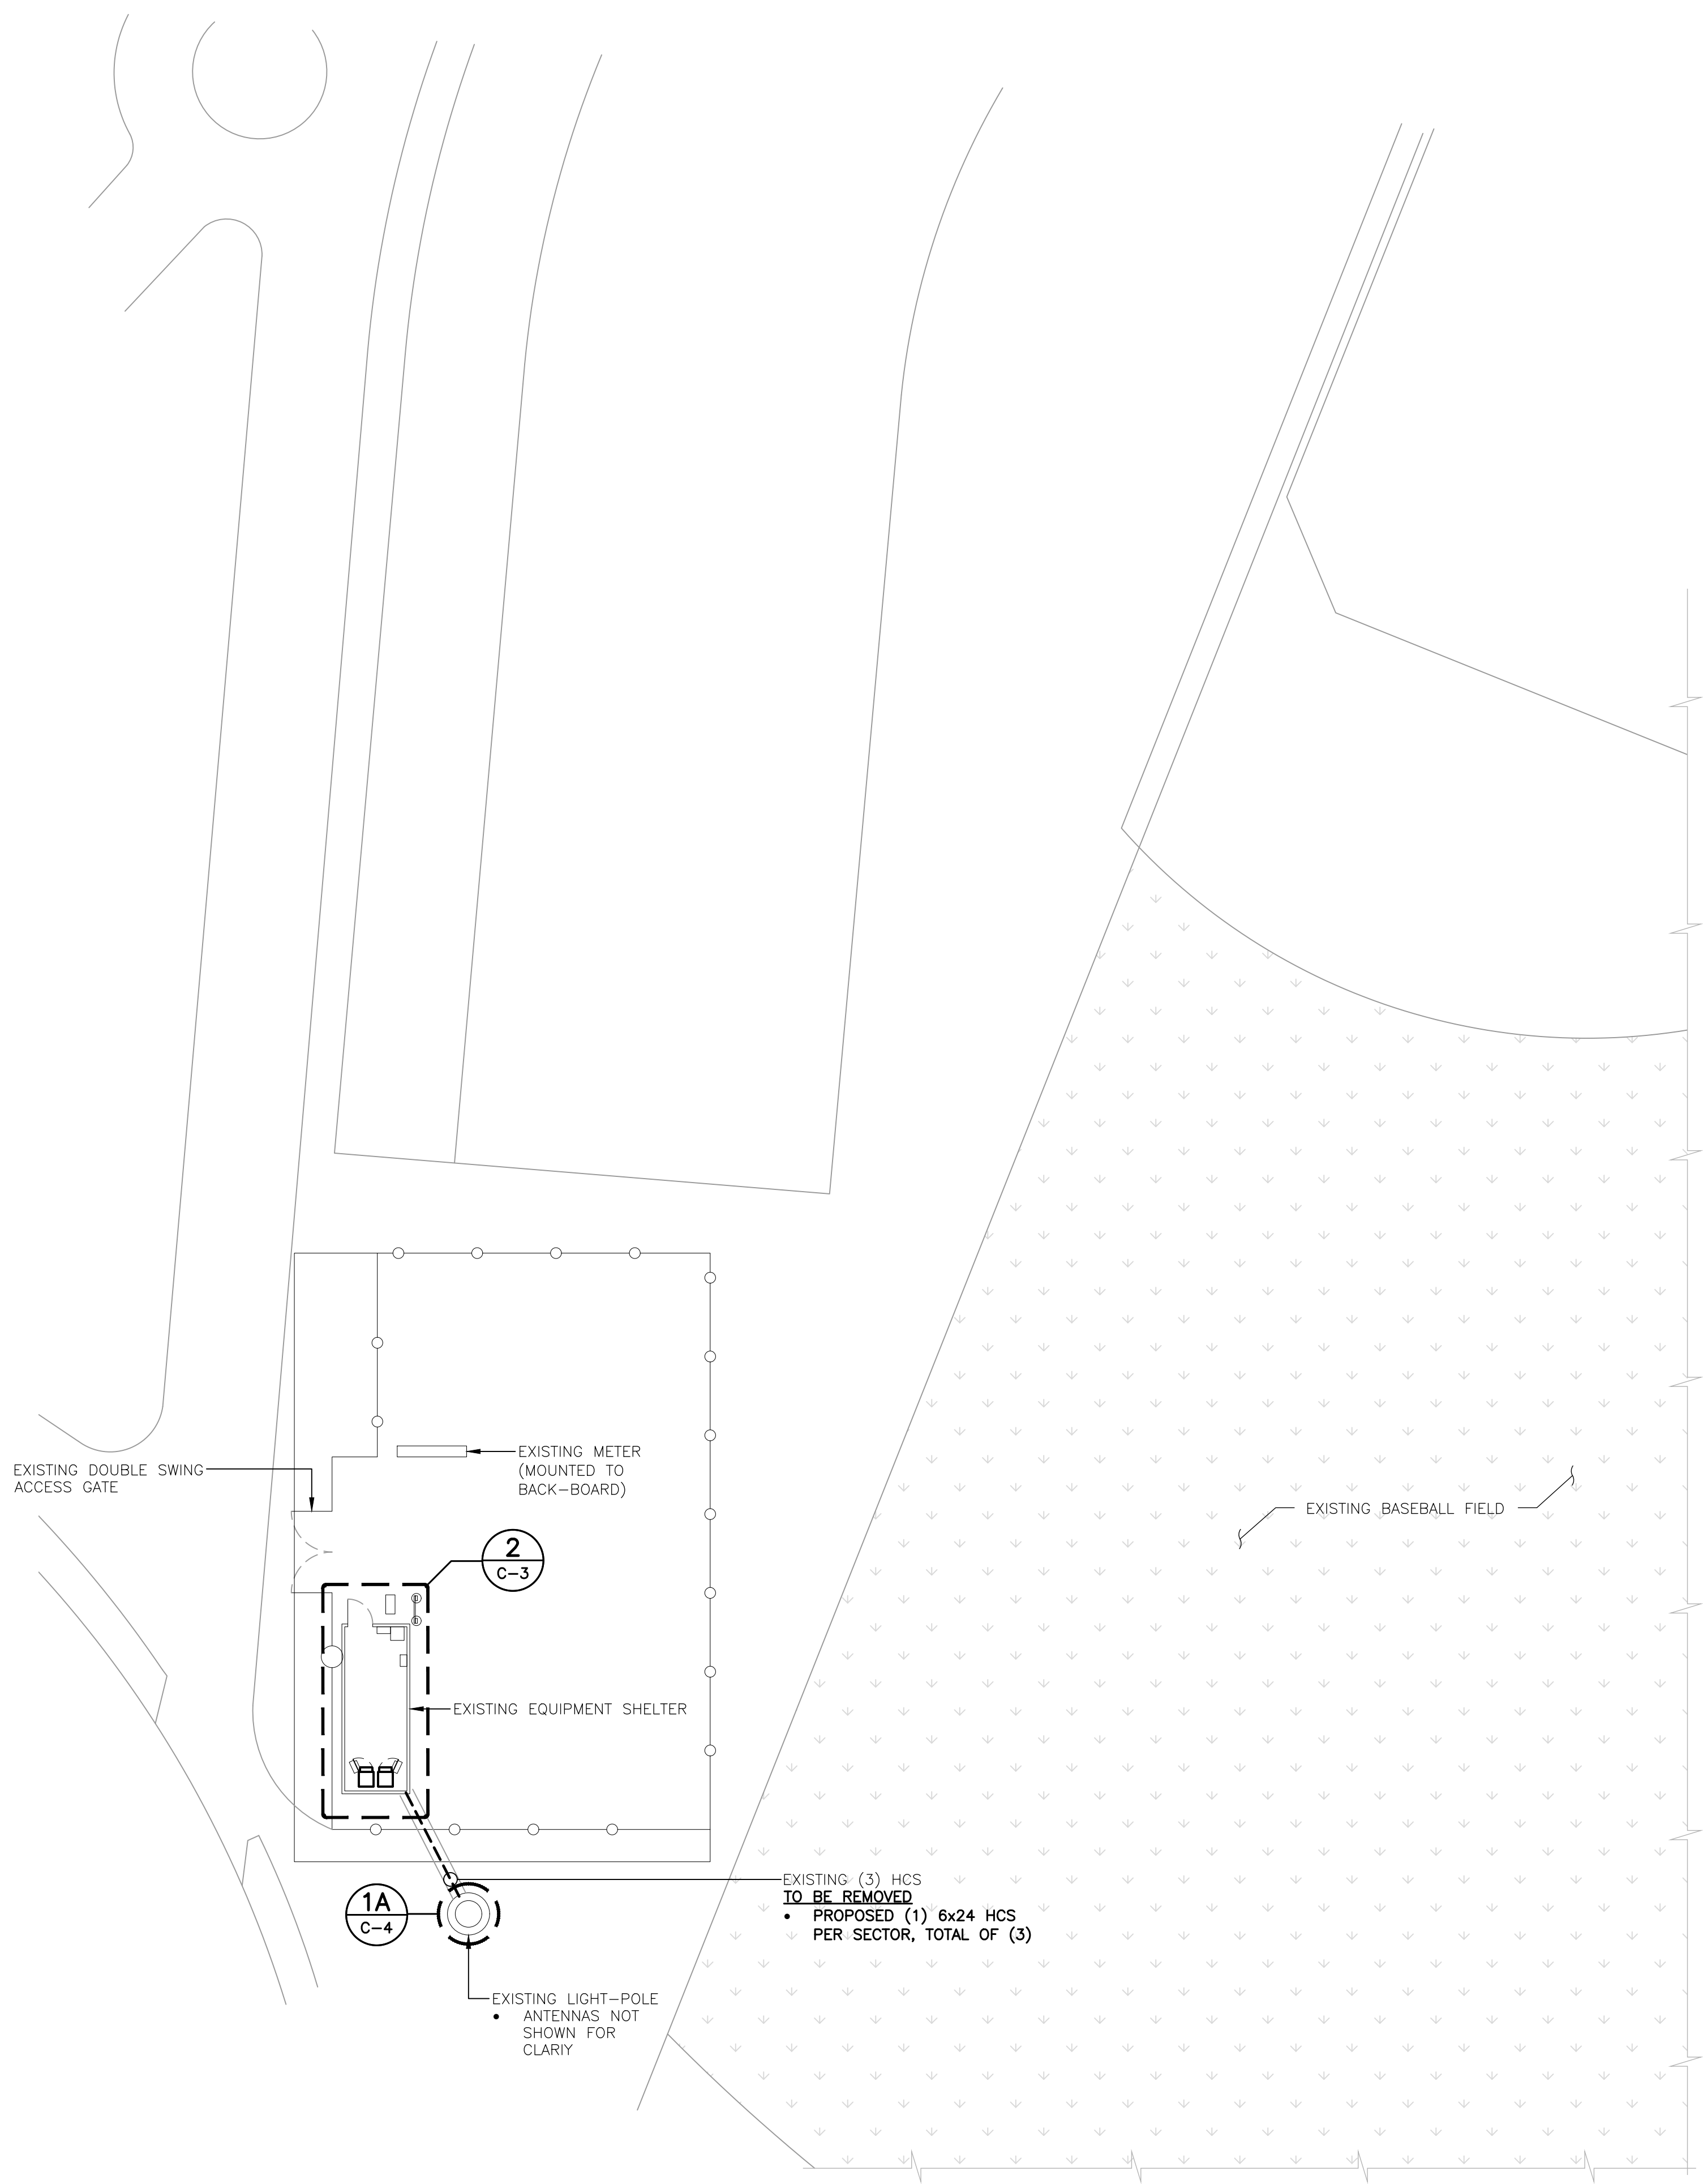 EXISTING METER
(MOUNTED TO
BACK-BOARD)
EXISTING DOUBLE SWING
ACCESS GATE
EXISTING BASEBALL FIELD
2
C-3
EXISTING EQUIPMENT SHELTER
EXISTING (3) HCS
TO BE REMOVED
• PROPOSED (1) 6x24 HCS
PER SECTOR, TOTAL OF (3)
1A
C-4
EXISTING LIGHT-POLE
• ANTENNAS NOT
SHOWN FOR
CLARIY